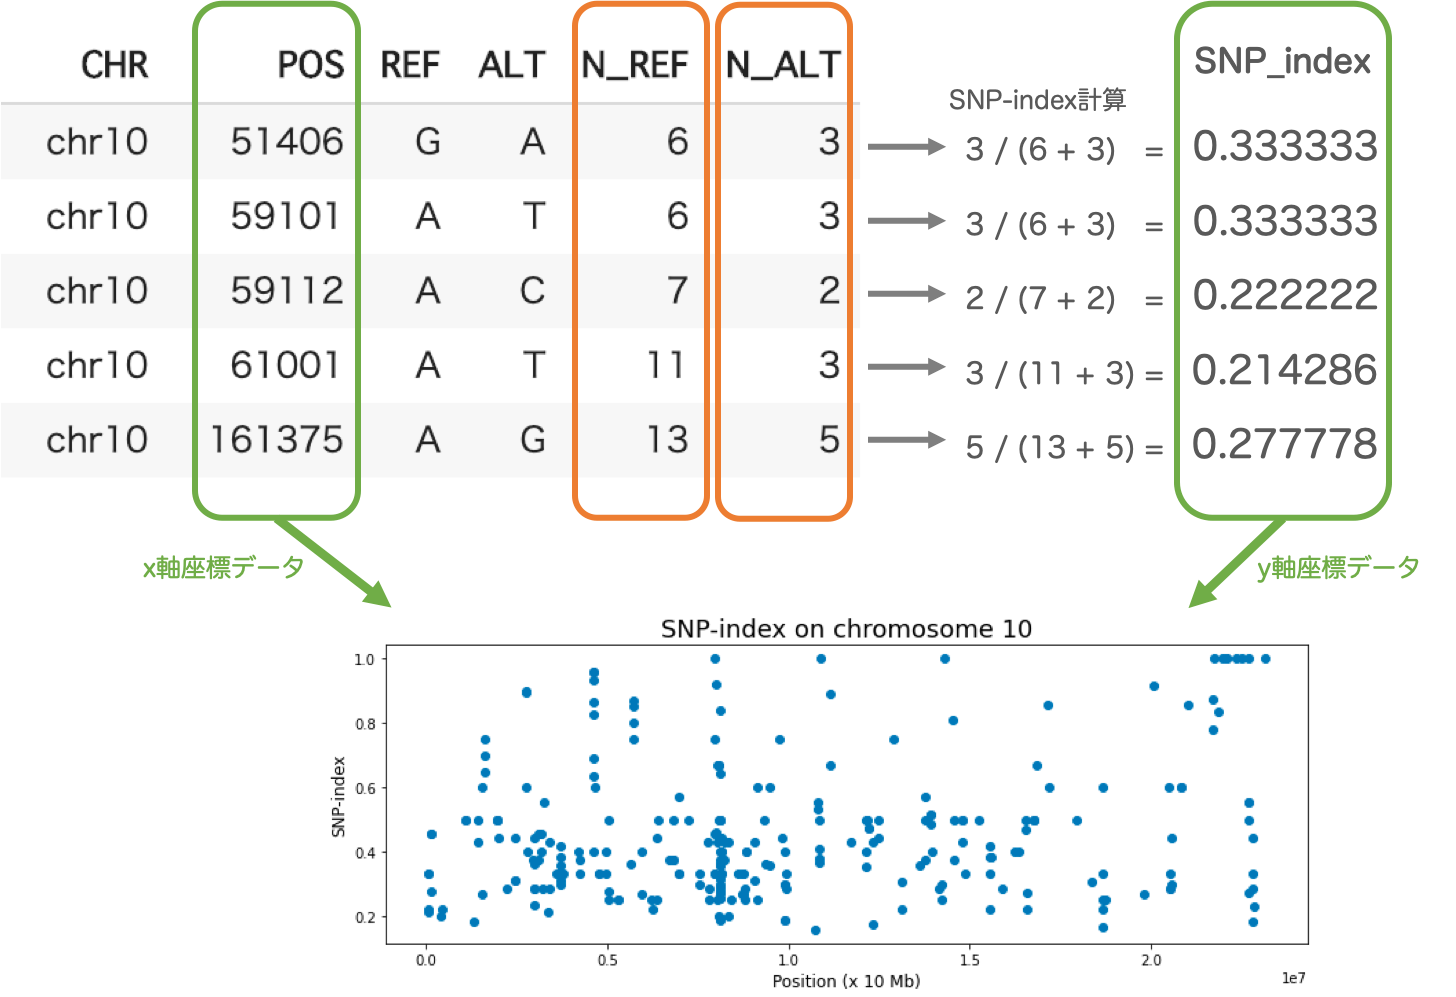 CHR POS REF ALT N_REF N_ALT SNP_index
SNP-index計算
chr10 51406 G A 6 3 3 / (6 + 3) = 0.333333
chr10 59101 A T 6 3 3 / (6 + 3) = 0.333333
chr10 59112 A C 7 2 2 / (7 + 2) = 0.222222
chr10 61001 A T 11 3 3 / (11 + 3) = 0.214286
chr10 161375 A G 13 5 5 / (13 + 5) = 0.277778
x軸座標データ
y軸座標データ
SNP-index on chromosome 10
1.0
0.8
0.6
0.4
0.2
SNP-index
0.0 0.5 1.0 1.5 2.0
Position (x 10 Mb)
1e7